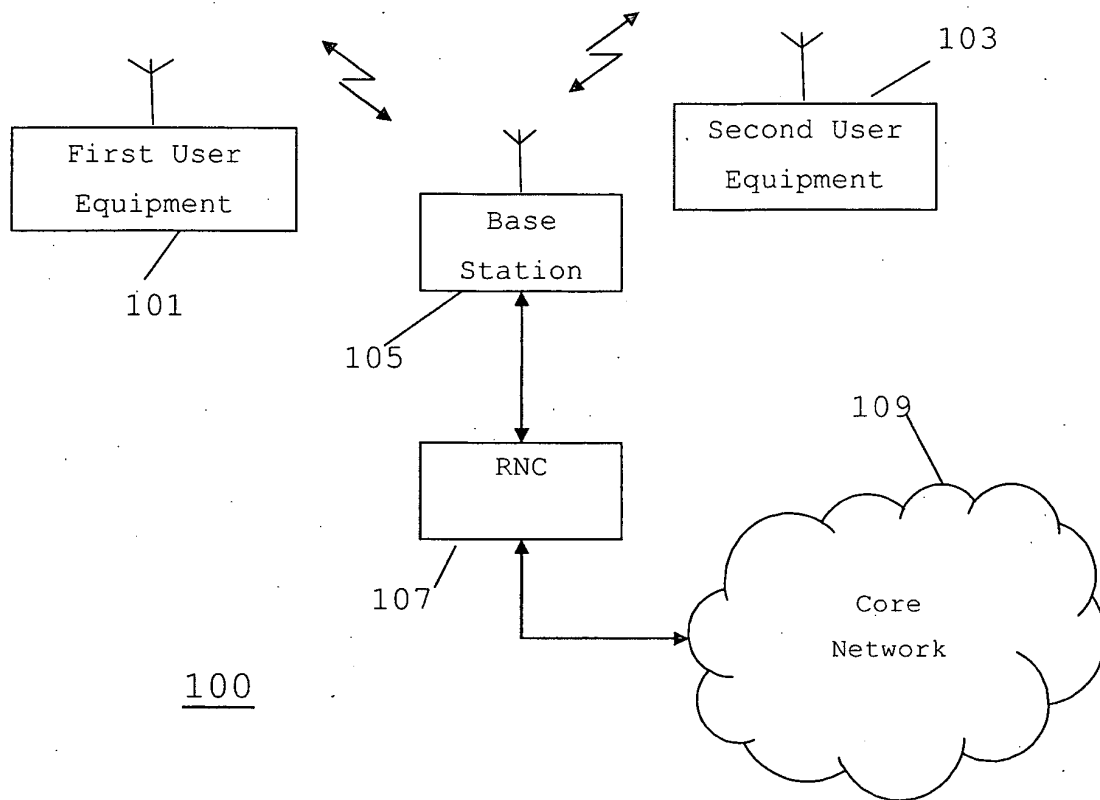 103
First User
Equipment
Second User
Equipment
Base
Station
101
105
109
RNC
107
Core
Network
100